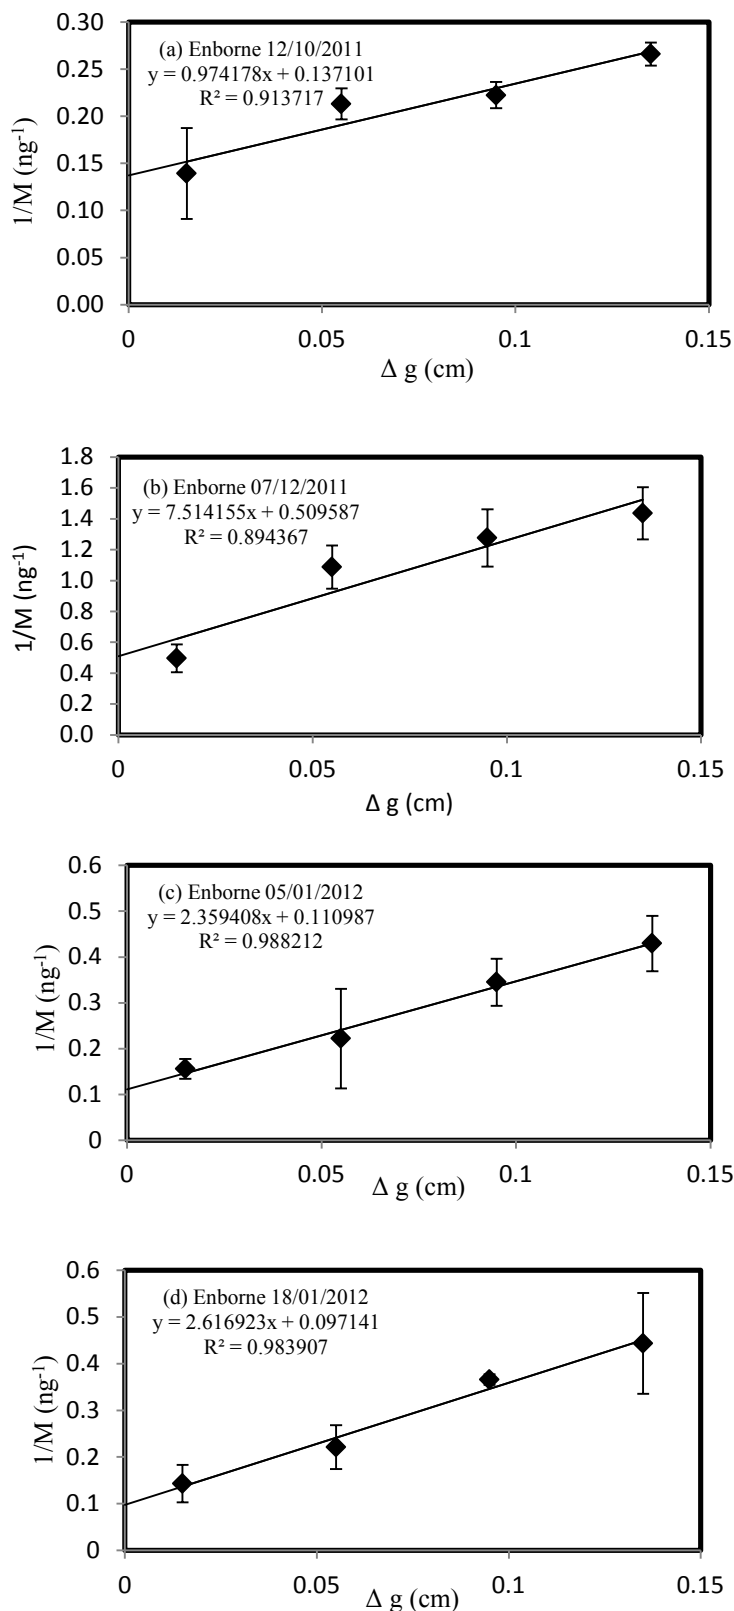 (a) Enborne 12/10/2011
y = 0.974178x + 0.137101
R² = 0.913717
0.30
0.25
0.20
0.15
0.10
0.05
0.00
1/M (ng⁻¹)
0 0.05 0.1 0.15
Δ g (cm)
(b) Enborne 07/12/2011
y = 7.514155x + 0.509587
R² = 0.894367
1.8
1.6
1.4
1.2
1.0
0.8
0.6
0.4
0.2
0.0
1/M (ng⁻¹)
0 0.05 0.1 0.15
Δ g (cm)
(c) Enborne 05/01/2012
y = 2.359408x + 0.110987
R² = 0.988212
0.6
0.5
0.4
0.3
0.2
0.1
0
1/M (ng⁻¹)
0 0.05 0.1 0.15
Δ g (cm)
(d) Enborne 18/01/2012
y = 2.616923x + 0.097141
R² = 0.983907
0.6
0.5
0.4
0.3
0.2
0.1
0
1/M (ng⁻¹)
0 0.05 0.1 0.15
Δ g (cm)